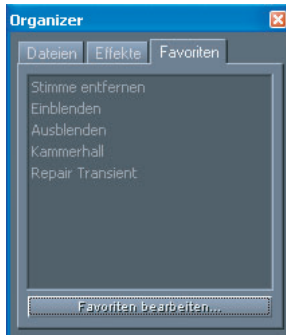 Organizer
Dateien Effekte Favoriten
Stimme entfernen
Einblenden
Ausblenden
Kammerhall
Repair Transient
Favoriten bearbeiten...